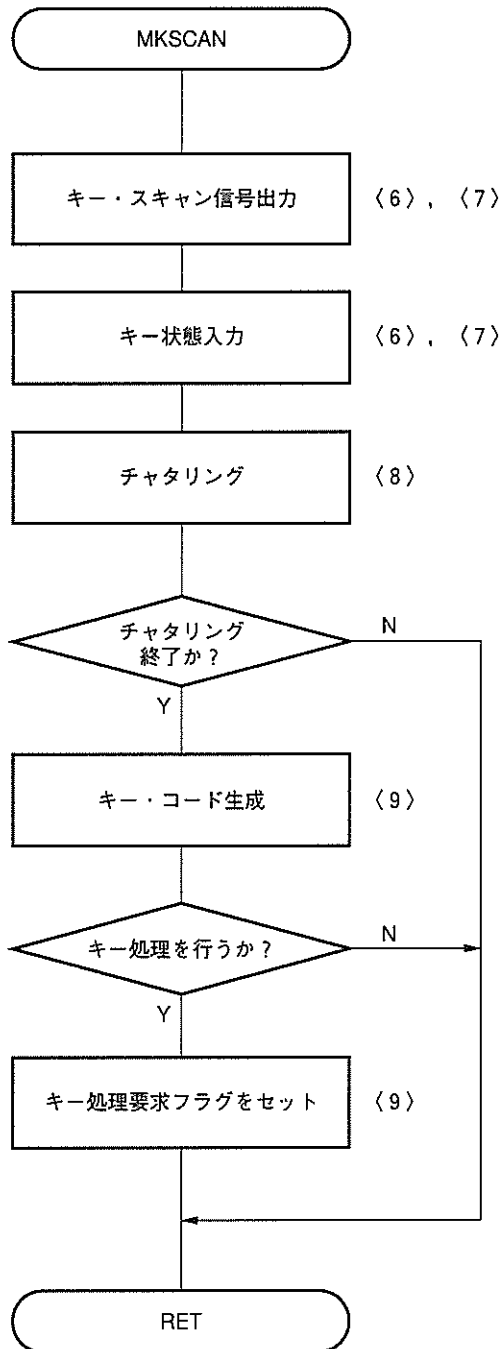 MKSCAN
キー・スキャン信号出力 〈6〉，〈7〉
キー状態入力 〈6〉，〈7〉
チャタリング 〈8〉
チャタリング
終了か？
N
Y
キー・コード生成 〈9〉
キー処理を行うか？
N
Y
キー処理要求フラグをセット 〈9〉
RET